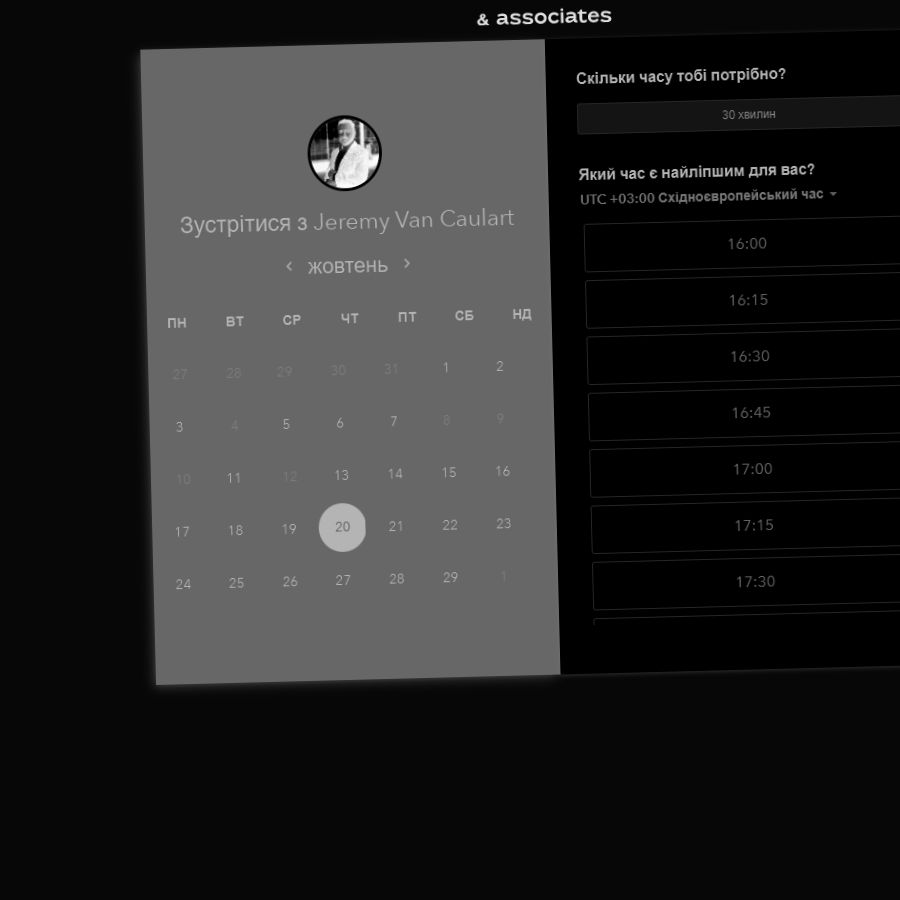 & associates
Зустрітися з Jeremy Van Caulart
жовтень
ПН ВТ СР ЧТ ПТ СБ НД
27 28 29 30 31 1 2
3 4 5 6 7 8 9
10 11 12 13 14 15 16
17 18 19 20 21 22 23
24 25 26 27 28 29 1
Скільки часу тобі потрібно?
30 хвилин
Який час є найліпшим для вас?
UTC +03:00 Східноєвропейський час
16:00
16:15
16:30
16:45
17:00
17:15
17:30